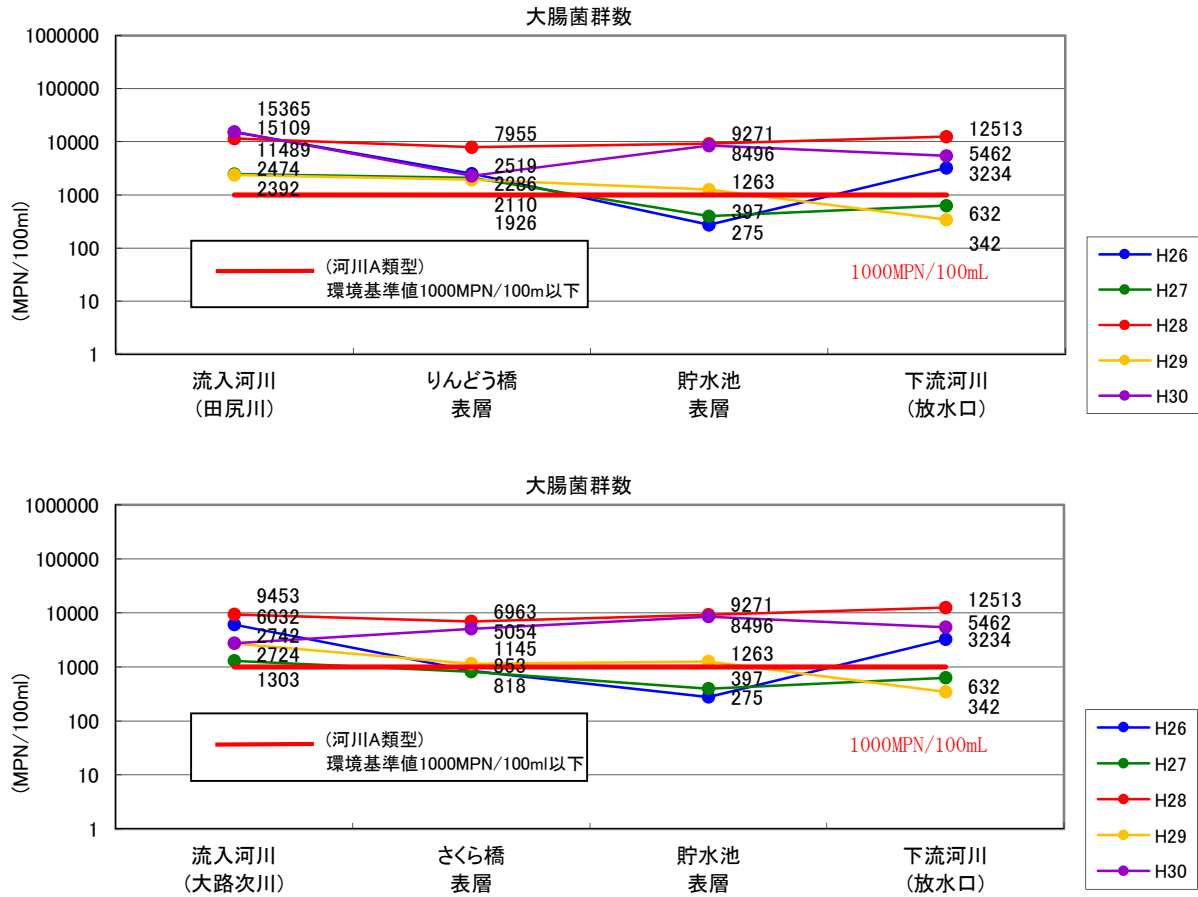 大腸菌群数
1000000
100000
10000
1000
100
10
1
(MPN/100ml)
15365
15109
11489
2474
2392
7955
2519
2286
2110
1926
9271
8496
1263
397
275
12513
5462
3234
632
342
(河川A類型)
環境基準値1000MPN/100m以下
1000MPN/100mL
流入河川
(田尻川)
りんどう橋
表層
貯水池
表層
下流河川
(放水口)
H26
H27
H28
H29
H30
大腸菌群数
1000000
100000
10000
1000
100
10
1
(MPN/100ml)
9453
6032
2742
2724
1303
6963
5054
1145
853
818
9271
8496
1263
397
275
12513
5462
3234
632
342
(河川A類型)
環境基準値1000MPN/100ml以下
1000MPN/100mL
流入河川
(大路次川)
さくら橋
表層
貯水池
表層
下流河川
(放水口)
H26
H27
H28
H29
H30